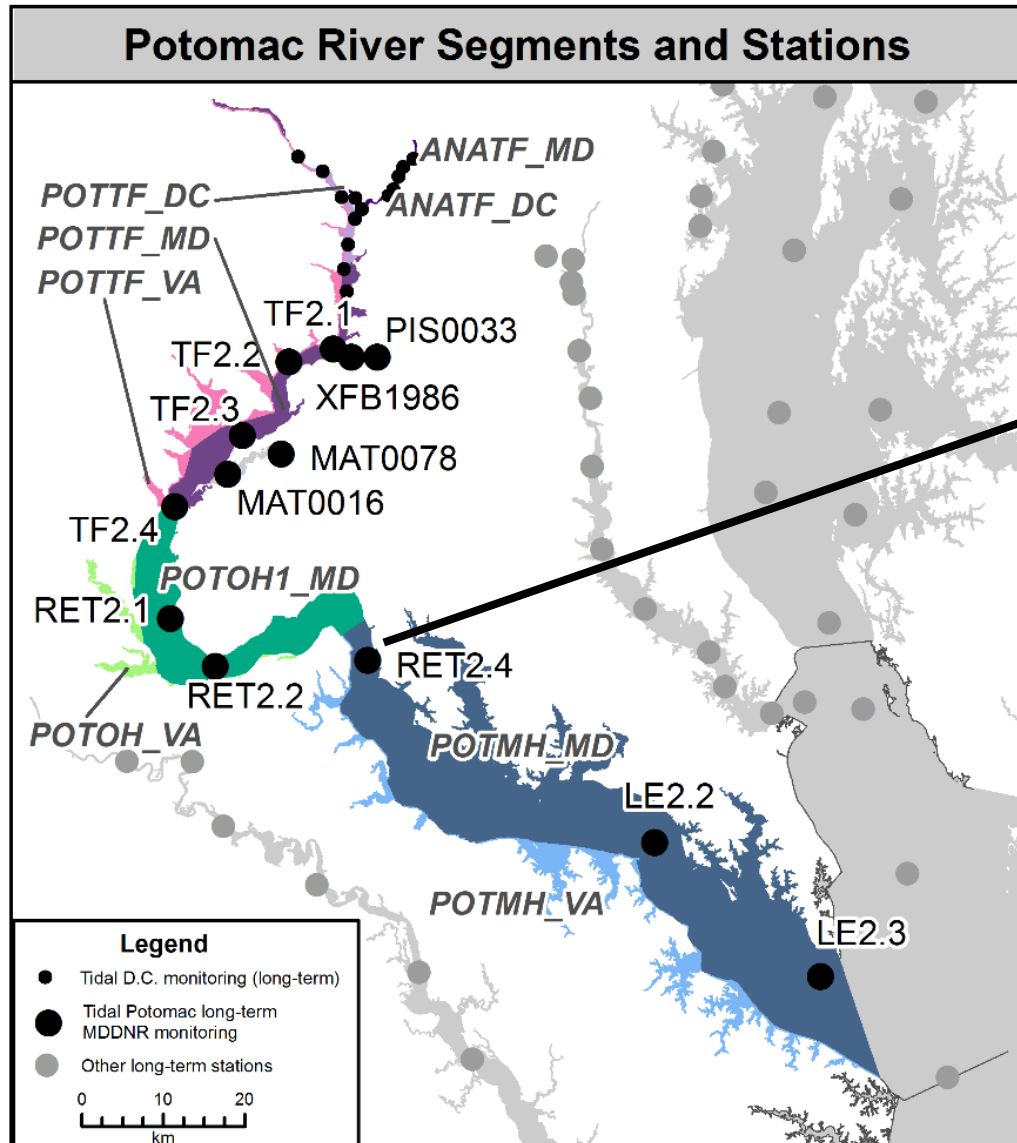 Potomac River Segments and Stations
ANATF_MD
POTTF_DC
ANATF_DC
POTTF_MD
POTTF_VA
TF2.1
PIS0033
TF2.2
XFB1986
TF2.3
MAT0078
MAT0016
TF2.4
POTOH1_MD
RET2.1
RET2.4
RET2.2
POTOH_VA
POTMH_MD
LE2.2
POTMH_VA
LE2.3
Legend
Tidal D.C. monitoring (long-term)
Tidal Potomac long-term
MDDNR monitoring
Other long-term stations
0 10 20
km